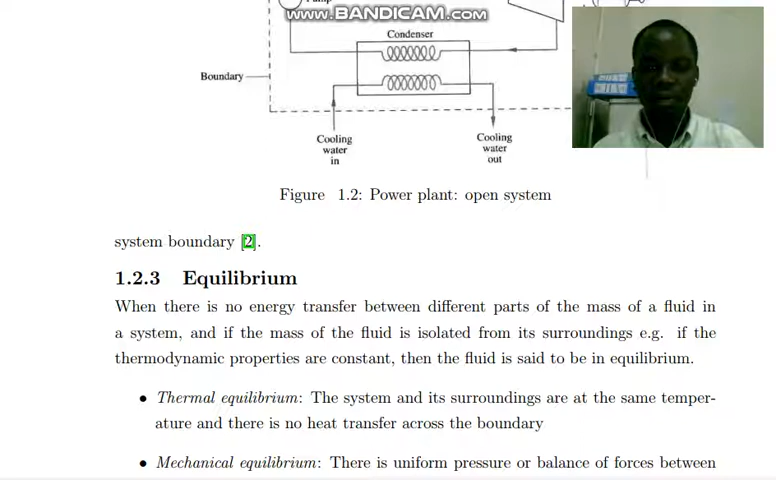 www.BANDICAM.com
Condenser
Boundary
Cooling
water
in
Cooling
water
out
Figure 1.2: Power plant: open system
system boundary [2].
1.2.3 Equilibrium
When there is no energy transfer between different parts of the mass of a fluid in
a system, and if the mass of the fluid is isolated from its surroundings e.g. if the
thermodynamic properties are constant, then the fluid is said to be in equilibrium.
• Thermal equilibrium: The system and its surroundings are at the same temper-
ature and there is no heat transfer across the boundary
• Mechanical equilibrium: There is uniform pressure or balance of forces between